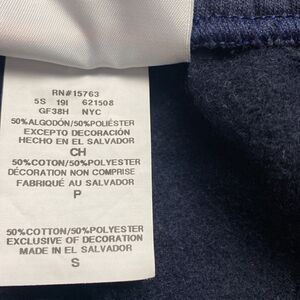 RN#15763
5S 19I 621508
GF38H NYC
50%ALGODÓN/50%POLIÉSTER
EXCEPTO DECORACIÓN
HECHO EN EL SALVADOR
CH
50%COTON/50%POLYESTER
DÉCORATION NON COMPRISE
FABRIQUÉ AU SALVADOR
P
50%COTTON/50%POLYESTER
EXCLUSIVE OF DECORATION
MADE IN EL SALVADOR
S